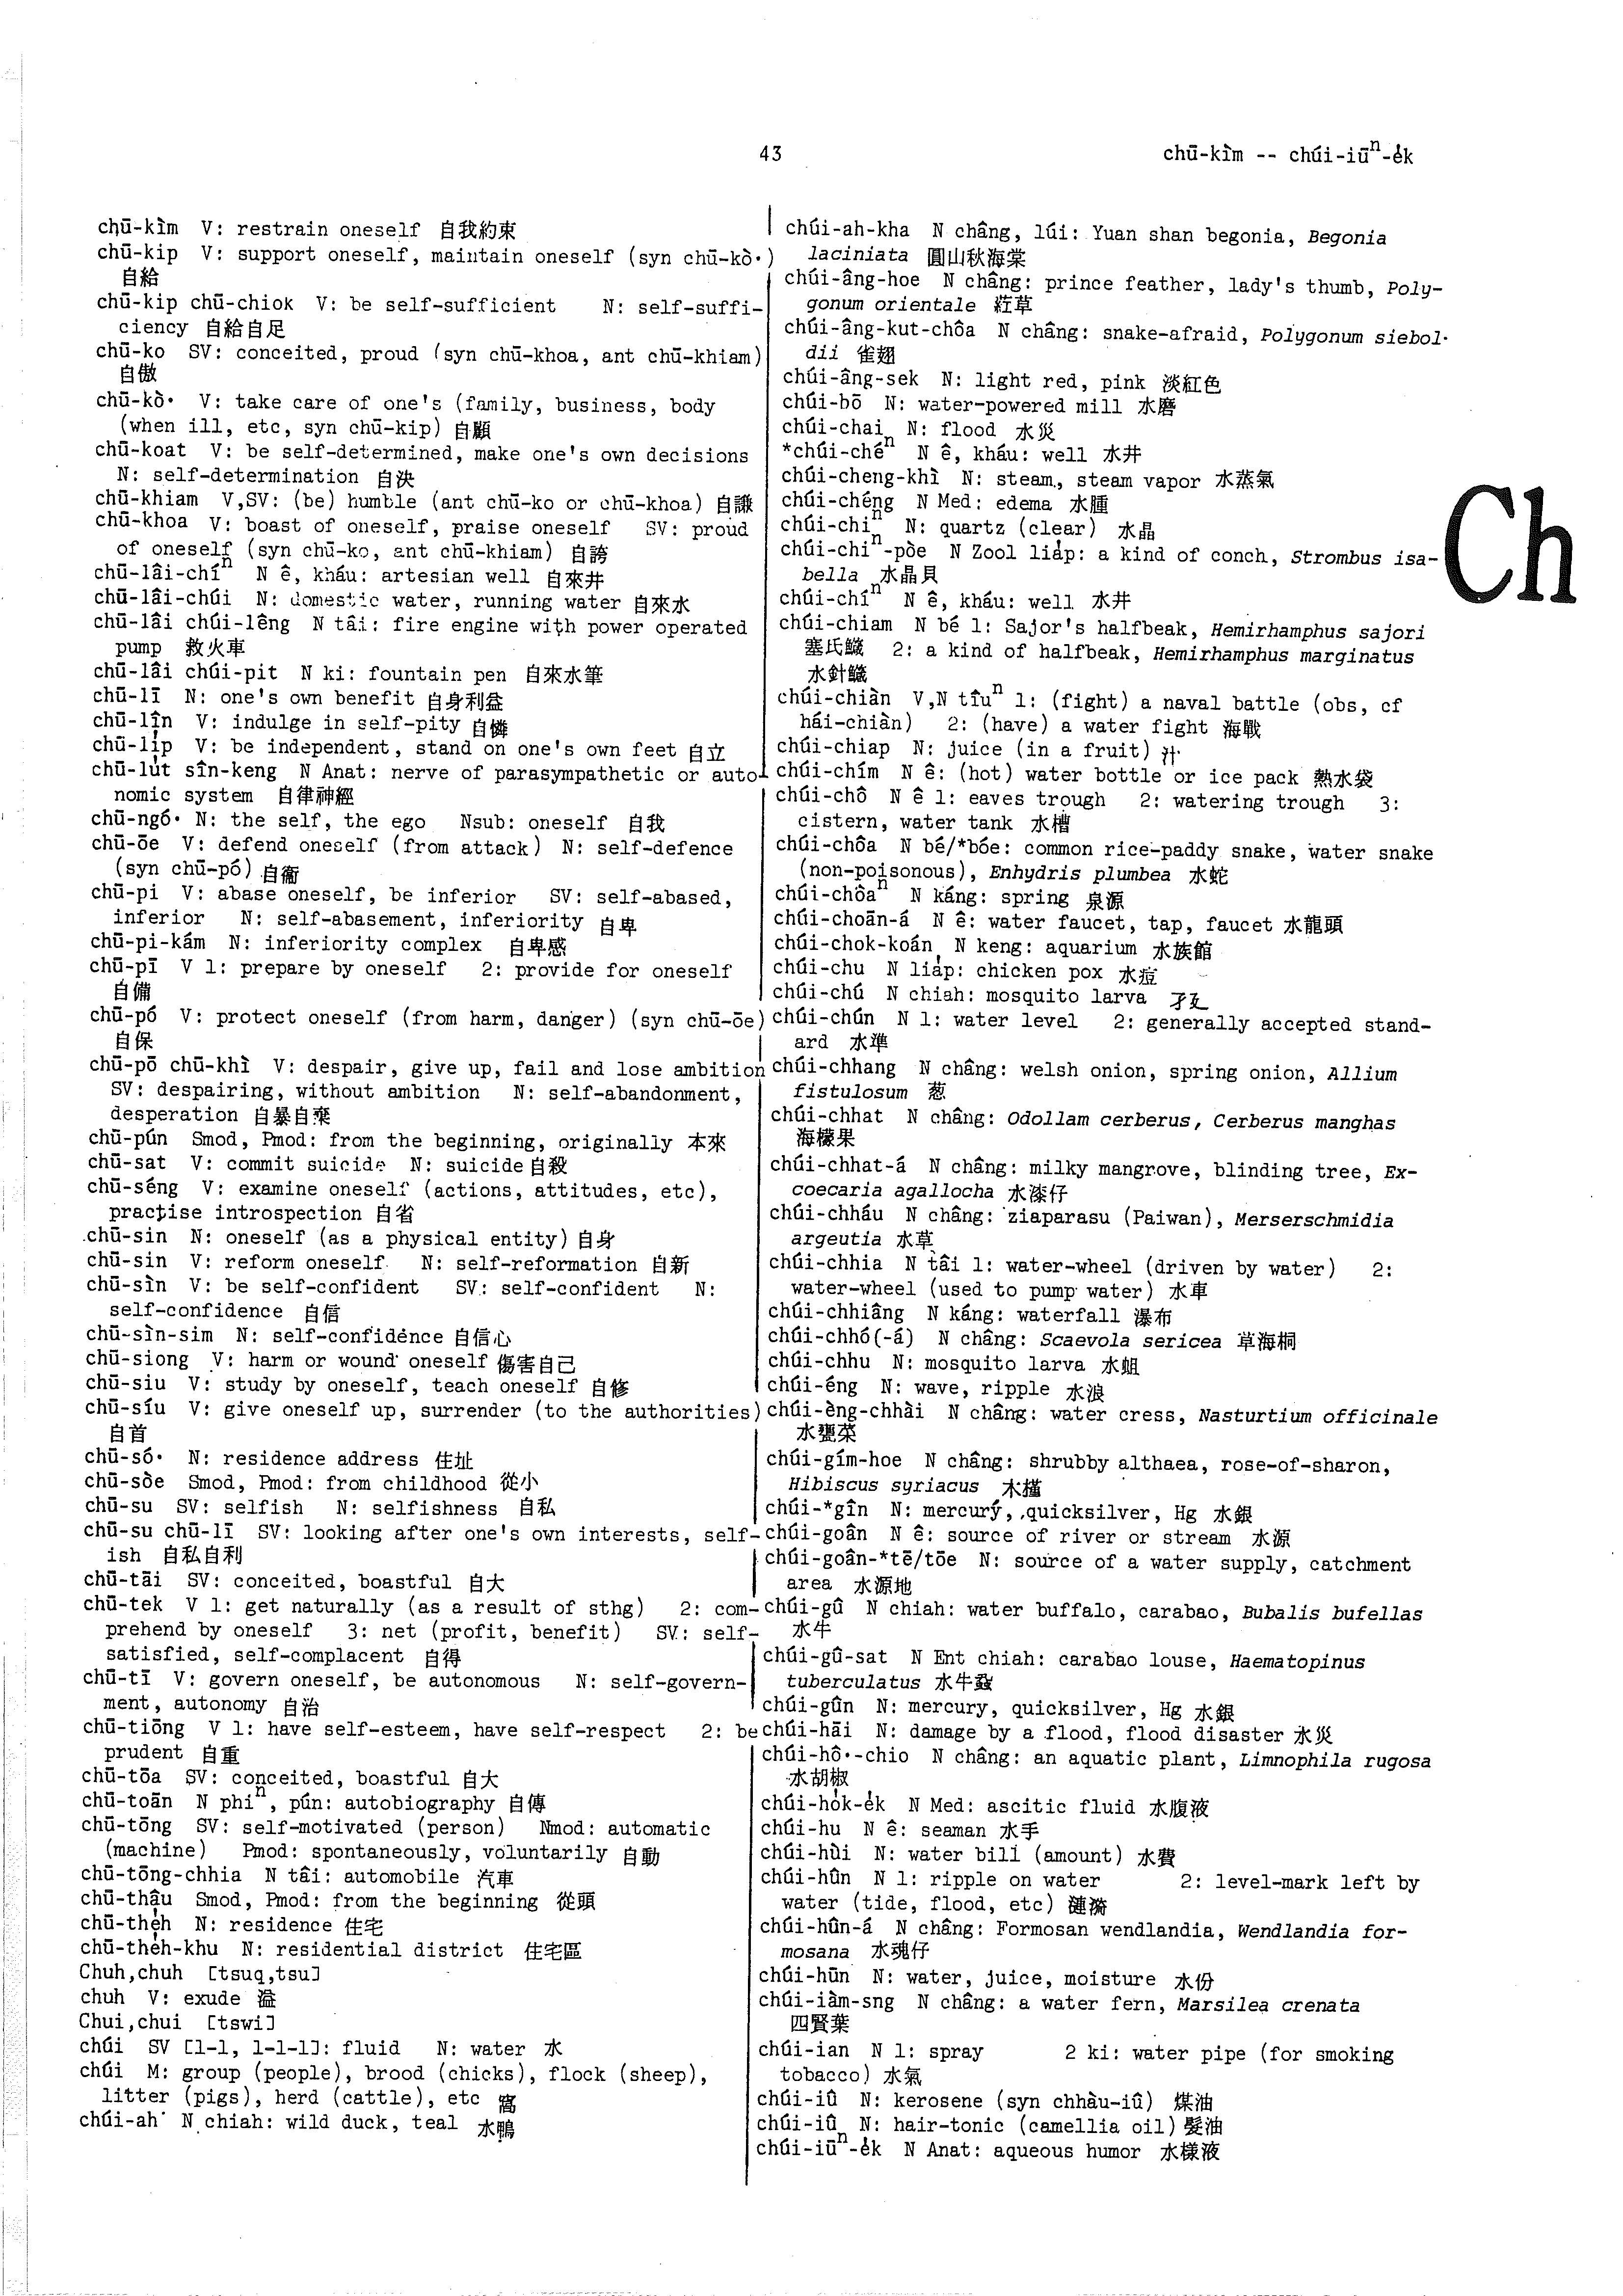 43
chū-kìm -- chúi-iūⁿ-e̍k
chū-kìm V: restrain oneself 自我約束
chū-kip V: support oneself, maintain oneself (syn chū-kò·)
自給
chū-kip chū-chiok V: be self-sufficient N: self-suffi-
ciency 自給自足
chū-ko SV: conceited, proud (syn chū-khoa, ant chū-khiam)
自傲
chū-kò· V: take care of one's (family, business, body
(when ill, etc, syn chū-kip) 自顧
chū-koat V: be self-determined, make one's own decisions
N: self-determination 自決
chū-khiam V,SV: (be) humble (ant chū-ko or chū-khoa) 自謙
chū-khoa V: boast of oneself, praise oneself SV: proud
of oneself (syn chū-ko, ant chū-khiam) 自誇
chū-lâi-chíⁿ N ê, kháu: artesian well 自來井
chū-lâi-chúi N: domestic water, running water 自來水
chū-lâi chúi-lêng N tâi: fire engine with power operated
pump 救火車
chū-lâi chúi-pit N ki: fountain pen 自來水筆
chū-lī N: one's own benefit 自身利益
chū-lîn V: indulge in self-pity 自憐
chū-li̍p V: be independent, stand on one's own feet 自立
chū-lu̍t sîn-keng N Anat: nerve of parasympathetic or auto-
nomic system 自律神經
chū-ngó· N: the self, the ego Nsub: oneself 自我
chū-ōe V: defend oneself (from attack) N: self-defence
(syn chū-pó) 自衞
chū-pi V: abase oneself, be inferior SV: self-abased,
inferior N: self-abasement, inferiority 自卑
chū-pi-kám N: inferiority complex 自卑感
chū-pī V 1: prepare by oneself 2: provide for oneself
自備
chū-pó V: protect oneself (from harm, danger) (syn chū-ōe)
自保
chū-pō chū-khì V: despair, give up, fail and lose ambition
SV: despairing, without ambition N: self-abandonment,
desperation 自暴自棄
chū-pún Smod, Pmod: from the beginning, originally 本來
chū-sat V: commit suicide N: suicide 自殺
chū-séng V: examine oneself (actions, attitudes, etc),
practise introspection 自省
chū-sin N: oneself (as a physical entity) 自身
chū-sin V: reform oneself N: self-reformation 自新
chū-sìn V: be self-confident SV: self-confident N:
self-confidence 自信
chū-sìn-sim N: self-confidence 自信心
chū-siong V: harm or wound oneself 傷害自己
chū-siu V: study by oneself, teach oneself 自修
chū-síu V: give oneself up, surrender (to the authorities)
自首
chū-só· N: residence address 住址
chū-sòe Smod, Pmod: from childhood 從小
chū-su SV: selfish N: selfishness 自私
chū-su chū-lī SV: looking after one's own interests, self-
ish 自私自利
chū-tāi SV: conceited, boastful 自大
chū-tek V 1: get naturally (as a result of sthg) 2: com-
prehend by oneself 3: net (profit, benefit) SV: self-
satisfied, self-complacent 自得
chū-tī V: govern oneself, be autonomous N: self-govern-
ment, autonomy 自治
chū-tiōng V 1: have self-esteem, have self-respect 2: be
prudent 自重
chū-tōa SV: conceited, boastful 自大
chū-toān N phiⁿ, pún: autobiography 自傳
chū-tōng SV: self-motivated (person) Nmod: automatic
(machine) Pmod: spontaneously, voluntarily 自動
chū-tōng-chhia N tâi: automobile 汽車
chū-thâu Smod, Pmod: from the beginning 從頭
chū-the̍h N: residence 住宅
chū-the̍h-khu N: residential district 住宅區
Chuh,chuh [tsuq,tsu]
chuh V: exude 溢
Chui,chui [tswi]
chúi SV [1-1, 1-1-1]: fluid N: water 水
chúi M: group (people), brood (chicks), flock (sheep),
litter (pigs), herd (cattle), etc 窩
chúi-ah N chiah: wild duck, teal 水鴨
chúi-ah-kha N châng, lúi: Yuan shan begonia, Begonia
laciniata 圓山秋海棠
chúi-âng-hoe N châng: prince feather, lady's thumb, Poly-
gonum orientale 葒草
chúi-âng-kut-chôa N châng: snake-afraid, Polygonum siebol-
dii 雀翹
chúi-âng-sek N: light red, pink 淡紅色
chúi-bō N: water-powered mill 水磨
chúi-chai N: flood 水災
*chúi-chéⁿ N ê, kháu: well 水井
chúi-cheng-khì N: steam, steam vapor 水蒸氣
chúi-chéng N Med: edema 水腫
chúi-chiⁿ N: quartz (clear) 水晶
chúi-chiⁿ-pòe N Zool lia̍p: a kind of conch, Strombus isa-
bella 水晶貝
chúi-chíⁿ N ê, kháu: well 水井
chúi-chiam N bé 1: Sajor's halfbeak, Hemirhamphus sajori
塞氏鱵 2: a kind of halfbeak, Hemirhamphus marginatus
水針鱵
chúi-chiàn V,N tîuⁿ 1: (fight) a naval battle (obs, cf
hái-chiàn) 2: (have) a water fight 海戰
chúi-chiap N: juice (in a fruit) 汁
chúi-chím N ê: (hot) water bottle or ice pack 熱水袋
chúi-chô N ê 1: eaves trough 2: watering trough 3:
cistern, water tank 水槽
chúi-chôa N bé/*bóe: common rice-paddy snake, water snake
(non-poisonous), Enhydris plumbea 水蛇
chúi-chôaⁿ N káng: spring 泉源
chúi-choān-á N ê: water faucet, tap, faucet 水龍頭
chúi-chok-koán N keng: aquarium 水族館
chúi-chu N lia̍p: chicken pox 水痘
chúi-chú N chiah: mosquito larva 孑孓
chúi-chún N 1: water level 2: generally accepted stand-
ard 水準
chúi-chhang N châng: welsh onion, spring onion, Allium
fistulosum 葱
chúi-chhat N châng: Odollam cerberus, Cerberus manghas
海檬果
chúi-chhat-á N châng: milky mangrove, blinding tree, Ex-
coecaria agallocha 水漆仔
chúi-chháu N châng: ziaparasu (Paiwan), Merserschmidia
argeutia 水草
chúi-chhia N tâi 1: water-wheel (driven by water) 2:
water-wheel (used to pump water) 水車
chúi-chhiâng N káng: waterfall 瀑布
chúi-chhó(-á) N châng: Scaevola sericea 草海桐
chúi-chhu N: mosquito larva 水蛆
chúi-éng N: wave, ripple 水浪
chúi-èng-chhài N châng: water cress, Nasturtium officinale
水甕菜
chúi-gím-hoe N châng: shrubby althaea, rose-of-sharon,
Hibiscus syriacus 木槿
chúi-*gîn N: mercury, quicksilver, Hg 水銀
chúi-goân N ê: source of river or stream 水源
chúi-goân-*tē/tōe N: source of a water supply, catchment
area 水源地
chúi-gû N chiah: water buffalo, carabao, Bubalis bufellas
水牛
chúi-gû-sat N Ent chiah: carabao louse, Haematopinus
tuberculatus 水牛蝨
chúi-gûn N: mercury, quicksilver, Hg 水銀
chúi-hāi N: damage by a flood, flood disaster 水災
chúi-hô·-chio N châng: an aquatic plant, Limnophila rugosa
水胡椒
chúi-ho̍k-e̍k N Med: ascitic fluid 水腹液
chúi-hu N ê: seaman 水手
chúi-hùi N: water bill (amount) 水費
chúi-hûn N 1: ripple on water 2: level-mark left by
water (tide, flood, etc) 漣漪
chúi-hûn-á N châng: Formosan wendlandia, Wendlandia for-
mosana 水魂仔
chúi-hūn N: water, juice, moisture 水份
chúi-iàm-sng N châng: a water fern, Marsilea crenata
四賢葉
chúi-ian N 1: spray 2 ki: water pipe (for smoking
tobacco) 水氣
chúi-iû N: kerosene (syn chhàu-iû) 煤油
chúi-iû N: hair-tonic (camellia oil) 髮油
chúi-iūⁿ-e̍k N Anat: aqueous humor 水樣液
Ch